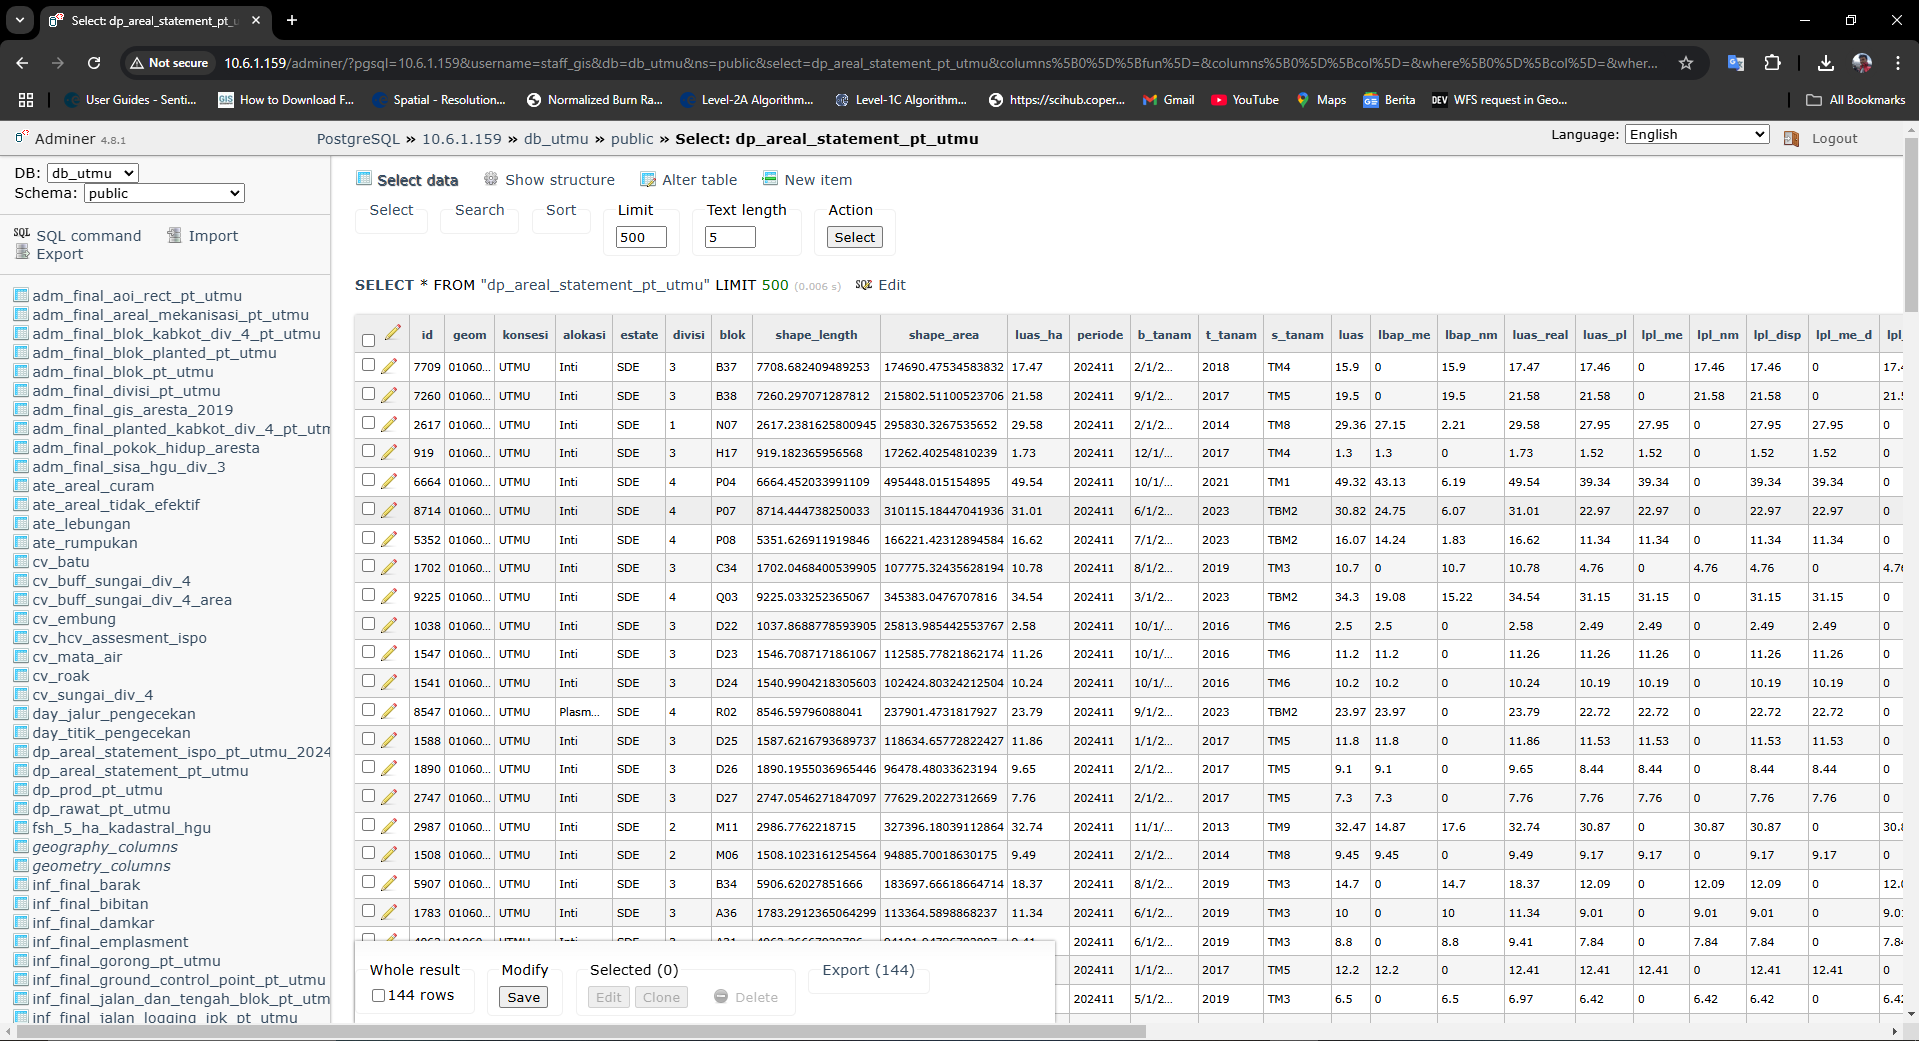 Select: dp_areal_statement_pt_u
Not secure 10.6.1.159/adminer/?pgsql=10.6.1.159&username=staff_gis&db=db_utmu&ns=public&select=dp_areal_statement_pt_utmu&columns%5B0%5D%5Bfun%5D=&columns%5B0%5D%5Bcol%5D=&where%5B0%5D%5Bcol%5D=&wher...
User Guides - Senti... GIS How to Download F... Spatial - Resolution... Normalized Burn Ra... Level-2A Algorithm... Level-1C Algorithm... https://scihub.coper... Gmail YouTube Maps Berita DEV WFS request in Geo... All Bookmarks
Adminer 4.8.1
PostgreSQL » 10.6.1.159 » db_utmu » public » Select: dp_areal_statement_pt_utmu
Language: English Logout
DB: db_utmu
Schema: public
SQL SQL command Import
Export
adm_final_aoi_rect_pt_utmu
adm_final_areal_mekanisasi_pt_utmu
adm_final_blok_kabkot_div_4_pt_utmu
adm_final_blok_planted_pt_utmu
adm_final_blok_pt_utmu
adm_final_divisi_pt_utmu
adm_final_gis_aresta_2019
adm_final_planted_kabkot_div_4_pt_utm
adm_final_pokok_hidup_aresta
adm_final_sisa_hgu_div_3
ate_areal_curam
ate_areal_tidak_efektif
ate_lebungan
ate_rumpukan
cv_batu
cv_buff_sungai_div_4
cv_buff_sungai_div_4_area
cv_embung
cv_hcv_assesment_ispo
cv_mata_air
cv_roak
cv_sungai_div_4
day_jalur_pengecekan
day_titik_pengecekan
dp_areal_statement_ispo_pt_utmu_2024
dp_areal_statement_pt_utmu
dp_prod_pt_utmu
dp_rawat_pt_utmu
fsh_5_ha_kadastral_hgu
geography_columns
geometry_columns
inf_final_barak
inf_final_bibitan
inf_final_damkar
inf_final_emplasment
inf_final_gorong_pt_utmu
inf_final_ground_control_point_pt_utmu
inf_final_jalan_dan_tengah_blok_pt_utm
inf_final_jalan_logging_ipk_pt_utmu
Select data Show structure Alter table New item
Select Search Sort Limit Text length Action
500 5 Select
SELECT * FROM "dp_areal_statement_pt_utmu" LIMIT 500 (0.006 s) SQL Edit
id geom konsesi alokasi estate divisi blok shape_length shape_area luas_ha periode b_tanam t_tanam s_tanam luas lbap_me lbap_nm luas_real luas_pl lpl_me lpl_nm lpl_disp lpl_me_d lpl_
7709 01060... UTMU Inti SDE 3 B37 7708.682409489253 174690.47534583832 17.47 202411 2/1/2... 2018 TM4 15.9 0 15.9 17.47 17.46 0 17.46 17.46 0 17.4
7260 01060... UTMU Inti SDE 3 B38 7260.297071287812 215802.51100523706 21.58 202411 9/1/2... 2017 TM5 19.5 0 19.5 21.58 21.58 0 21.58 21.58 0 21.5
2617 01060... UTMU Inti SDE 1 N07 2617.2381625800945 295830.3267535652 29.58 202411 2/1/2... 2014 TM8 29.36 27.15 2.21 29.58 27.95 27.95 0 27.95 27.95 0
919 01060... UTMU Inti SDE 3 H17 919.182365956568 17262.40254810239 1.73 202411 12/1/... 2017 TM4 1.3 1.3 0 1.73 1.52 1.52 0 1.52 1.52 0
6664 01060... UTMU Inti SDE 4 P04 6664.452033991109 495448.015154895 49.54 202411 10/1/... 2021 TM1 49.32 43.13 6.19 49.54 39.34 39.34 0 39.34 39.34 0
8714 01060... UTMU Inti SDE 4 P07 8714.444738250033 310115.18447041936 31.01 202411 6/1/2... 2023 TBM2 30.82 24.75 6.07 31.01 22.97 22.97 0 22.97 22.97 0
5352 01060... UTMU Inti SDE 4 P08 5351.626911919846 166221.42312894584 16.62 202411 7/1/2... 2023 TBM2 16.07 14.24 1.83 16.62 11.34 11.34 0 11.34 11.34 0
1702 01060... UTMU Inti SDE 3 C34 1702.0468400539905 107775.32435628194 10.78 202411 8/1/2... 2019 TM3 10.7 0 10.7 10.78 4.76 0 4.76 4.76 0 4.76
9225 01060... UTMU Inti SDE 4 Q03 9225.033252365067 345383.0476707816 34.54 202411 3/1/2... 2023 TBM2 34.3 19.08 15.22 34.54 31.15 31.15 0 31.15 31.15 0
1038 01060... UTMU Inti SDE 3 D22 1037.8688778593905 25813.985442553767 2.58 202411 10/1/... 2016 TM6 2.5 2.5 0 2.58 2.49 2.49 0 2.49 2.49 0
1547 01060... UTMU Inti SDE 3 D23 1546.7087171861067 112585.77821862174 11.26 202411 10/1/... 2016 TM6 11.2 11.2 0 11.26 11.26 11.26 0 11.26 11.26 0
1541 01060... UTMU Inti SDE 3 D24 1540.9904218305603 102424.80324212504 10.24 202411 10/1/... 2016 TM6 10.2 10.2 0 10.24 10.19 10.19 0 10.19 10.19 0
8547 01060... UTMU Plasm... SDE 4 R02 8546.59796088041 237901.4731817927 23.79 202411 9/1/2... 2023 TBM2 23.97 23.97 0 23.79 22.72 22.72 0 22.72 22.72 0
1588 01060... UTMU Inti SDE 3 D25 1587.6216793689737 118634.65772822427 11.86 202411 1/1/2... 2017 TM5 11.8 11.8 0 11.86 11.53 11.53 0 11.53 11.53 0
1890 01060... UTMU Inti SDE 3 D26 1890.1955036965446 96478.48033623194 9.65 202411 2/1/2... 2017 TM5 9.1 9.1 0 9.65 8.44 8.44 0 8.44 8.44 0
2747 01060... UTMU Inti SDE 3 D27 2747.0546271847097 77629.20227312669 7.76 202411 2/1/2... 2017 TM5 7.3 7.3 0 7.76 7.76 7.76 0 7.76 7.76 0
2987 01060... UTMU Inti SDE 2 M11 2986.7762218715 327396.18039112864 32.74 202411 11/1/... 2013 TM9 32.47 14.87 17.6 32.74 30.87 0 30.87 30.87 0 30.8
1508 01060... UTMU Inti SDE 2 M06 1508.1023161254564 94885.70018630175 9.49 202411 2/1/2... 2014 TM8 9.45 9.45 0 9.49 9.17 9.17 0 9.17 9.17 0
5907 01060... UTMU Inti SDE 3 B34 5906.62027851666 183697.66618664714 18.37 202411 8/1/2... 2019 TM3 14.7 0 14.7 18.37 12.09 0 12.09 12.09 0 12.0
1783 01060... UTMU Inti SDE 3 A36 1783.2912365064299 113364.5898868237 11.34 202411 6/1/2... 2019 TM3 10 0 10 11.34 9.01 0 9.01 9.01 0 9.01
202411 6/1/2... 2019 TM3 8.8 0 8.8 9.41 7.84 0 7.84 7.84 0 7.84
202411 1/1/2... 2017 TM5 12.2 12.2 0 12.41 12.41 12.41 0 12.41 12.41 0
202411 5/1/2... 2019 TM3 6.5 0 6.5 6.97 6.42 0 6.42 6.42 0 6.42
Whole result Modify Selected (0) Export (144)
144 rows Save Edit Clone Delete